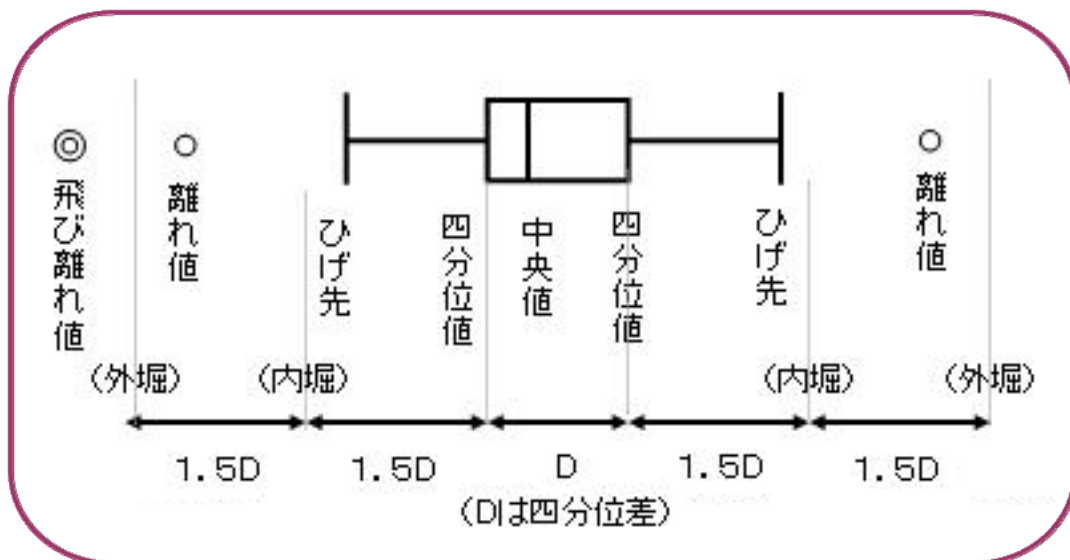 飛び離れ値
離れ値
ひげ先
四分位値
中央値
四分位値
ひげ先
離れ値
(外堀)
(内堀)
(内堀)
(外堀)
1.5D
1.5D
D
1.5D
1.5D
(Dは四分位差)